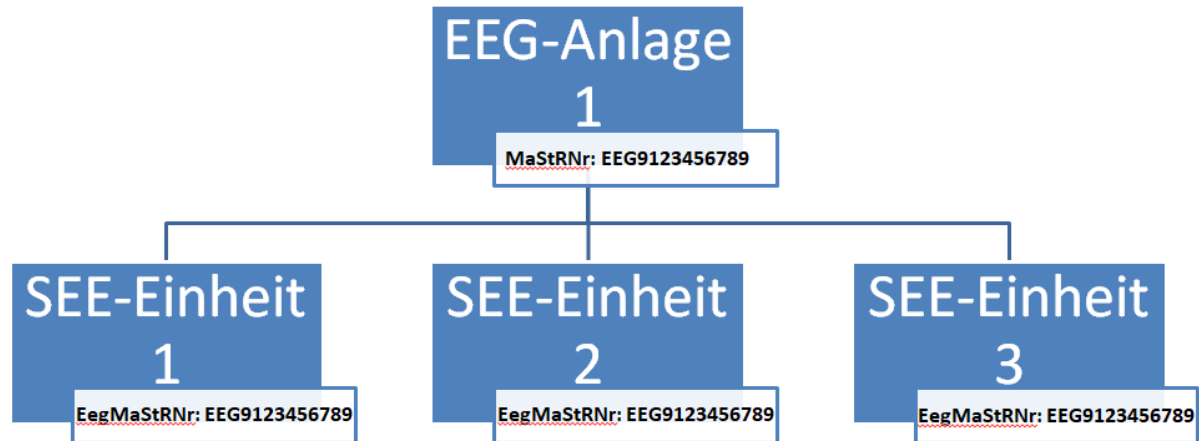 EEG-Anlage
1
MaStRNr: EEG9123456789
SEE-Einheit
1
EegMaStRNr: EEG9123456789
SEE-Einheit
2
EegMaStRNr: EEG9123456789
SEE-Einheit
3
EegMaStRNr: EEG9123456789